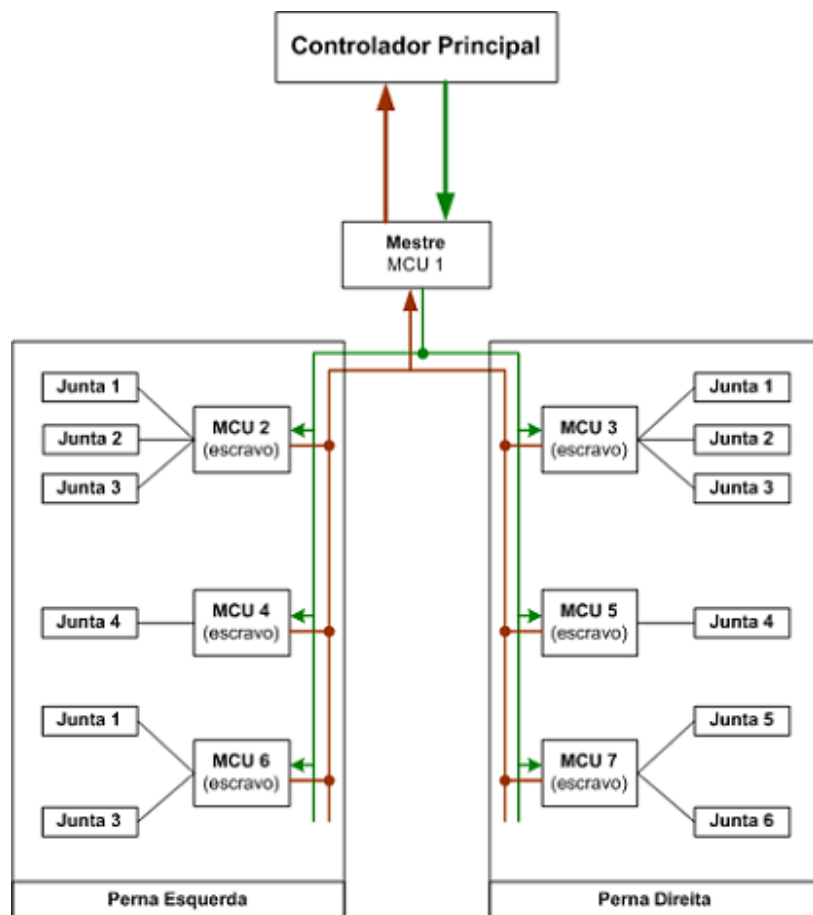 Controlador Principal
Mestre
MCU 1
Junta 1
Junta 2
Junta 3
MCU 2
(escravo)
Junta 4
MCU 4
(escravo)
Junta 1
Junta 3
MCU 6
(escravo)
Perna Esquerda
MCU 3
(escravo)
Junta 1
Junta 2
Junta 3
MCU 5
(escravo)
Junta 4
MCU 7
(escravo)
Junta 5
Junta 6
Perna Direita